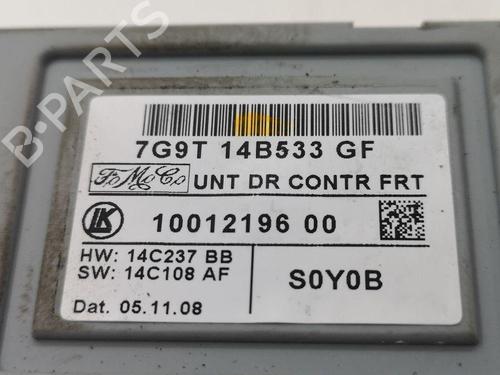 7G9T 14B533 GF
FoMoCo UNT DR CONTR FRT
LK 10012196 00
HW: 14C237 BB
SW: 14C108 AF
S0Y0B
Dat. 05.11.08
B-PARTS